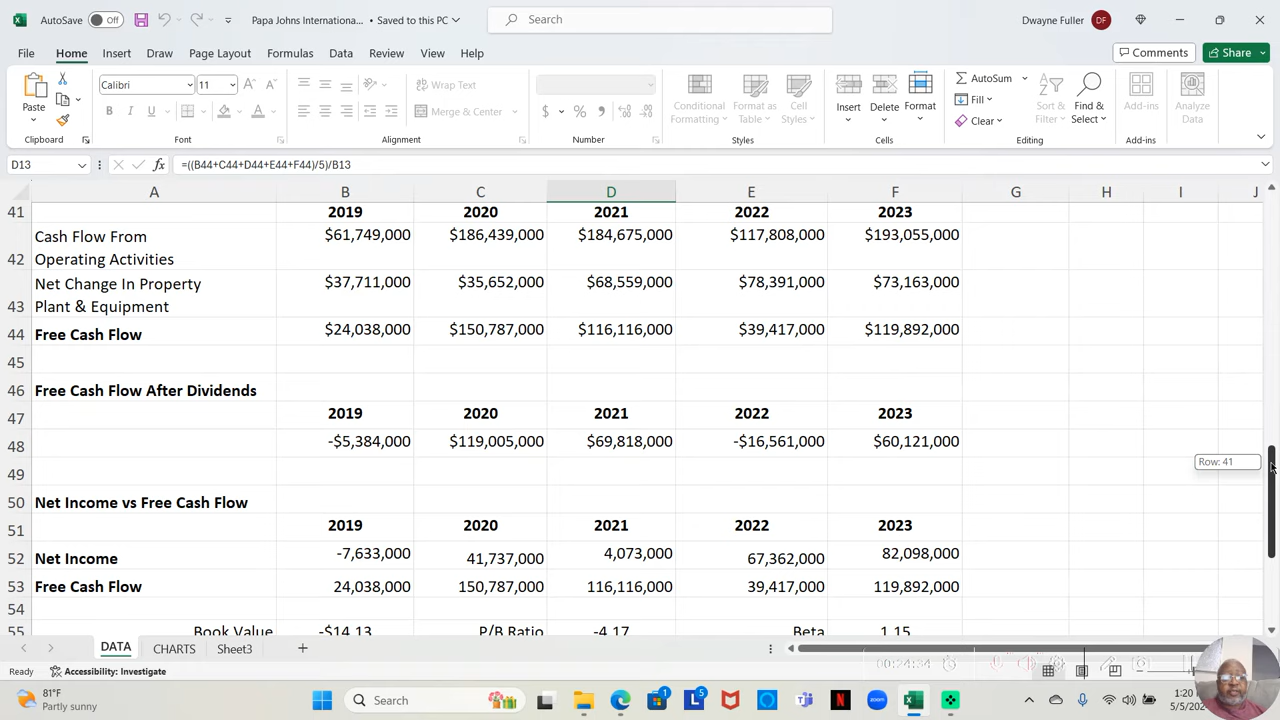 AutoSave Off Papa Johns Internationa... • Saved to this PC Search Dwayne Fuller DF
File Home Insert Draw Page Layout Formulas Data Review View Help Comments Share
Paste Calibri 11 Wrap Text Merge & Center Conditional Formatting Format as Table Cell Styles Insert Delete Format AutoSum Fill Clear Sort & Filter Find & Select Add-ins Analyze Data
Clipboard Font Alignment Number Styles Cells Editing Add-ins
D13 fx =((B44+C44+D44+E44+F44)/5)/B13
A B C D E F G H I J
41 2019 2020 2021 2022 2023
42 Cash Flow From Operating Activities $61,749,000 $186,439,000 $184,675,000 $117,808,000 $193,055,000
43 Net Change In Property Plant & Equipment $37,711,000 $35,652,000 $68,559,000 $78,391,000 $73,163,000
44 Free Cash Flow $24,038,000 $150,787,000 $116,116,000 $39,417,000 $119,892,000
45
46 Free Cash Flow After Dividends
47 2019 2020 2021 2022 2023
48 -$5,384,000 $119,005,000 $69,818,000 -$16,561,000 $60,121,000
Row: 41
49
50 Net Income vs Free Cash Flow
51 2019 2020 2021 2022 2023
52 Net Income -7,633,000 41,737,000 4,073,000 67,362,000 82,098,000
53 Free Cash Flow 24,038,000 150,787,000 116,116,000 39,417,000 119,892,000
54
55 Book Value -$14.13 P/B Ratio -4.17 Beta 1.15
DATA CHARTS Sheet3
Ready Accessibility: Investigate 00:24:34
81°F Partly sunny Search 1:20
5/5/202